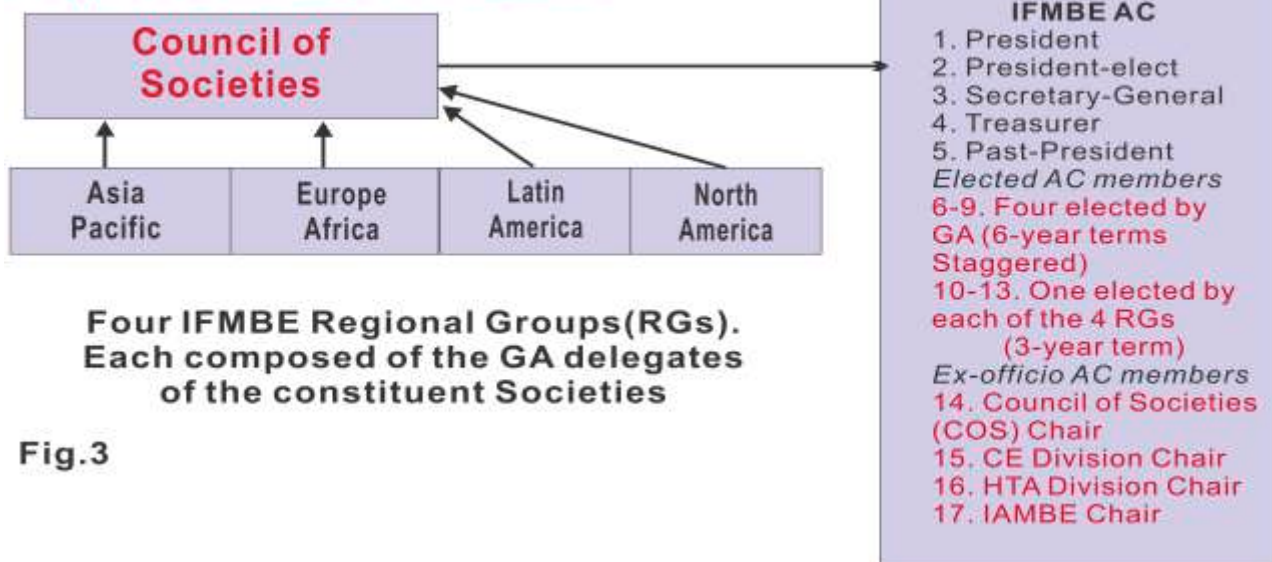 Council of
Societies
Asia
Pacific
Europe
Africa
Latin
America
North
America
Four IFMBE Regional Groups(RGs).
Each composed of the GA delegates
of the constituent Societies
Fig.3
IFMBE AC
1. President
2. President-elect
3. Secretary-General
4. Treasurer
5. Past-President
Elected AC members
6-9. Four elected by
GA (6-year terms
Staggered)
10-13. One elected by
each of the 4 RGs
(3-year term)
Ex-officio AC members
14. Council of Societies
(COS) Chair
15. CE Division Chair
16. HTA Division Chair
17. IAMBE Chair